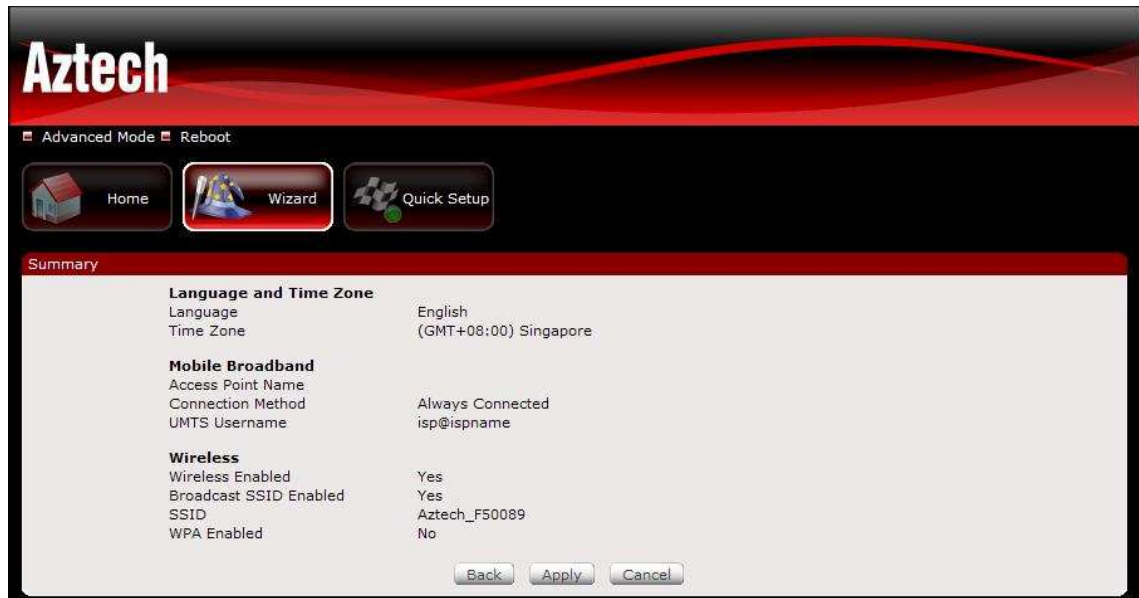 Aztech
Advanced Mode Reboot
Home Wizard Quick Setup
Summary
Language and Time Zone
Language English
Time Zone (GMT+08:00) Singapore
Mobile Broadband
Access Point Name
Connection Method Always Connected
UMTS Username isp@ispname
Wireless
Wireless Enabled Yes
Broadcast SSID Enabled Yes
SSID Aztech_F50089
WPA Enabled No
Back Apply Cancel